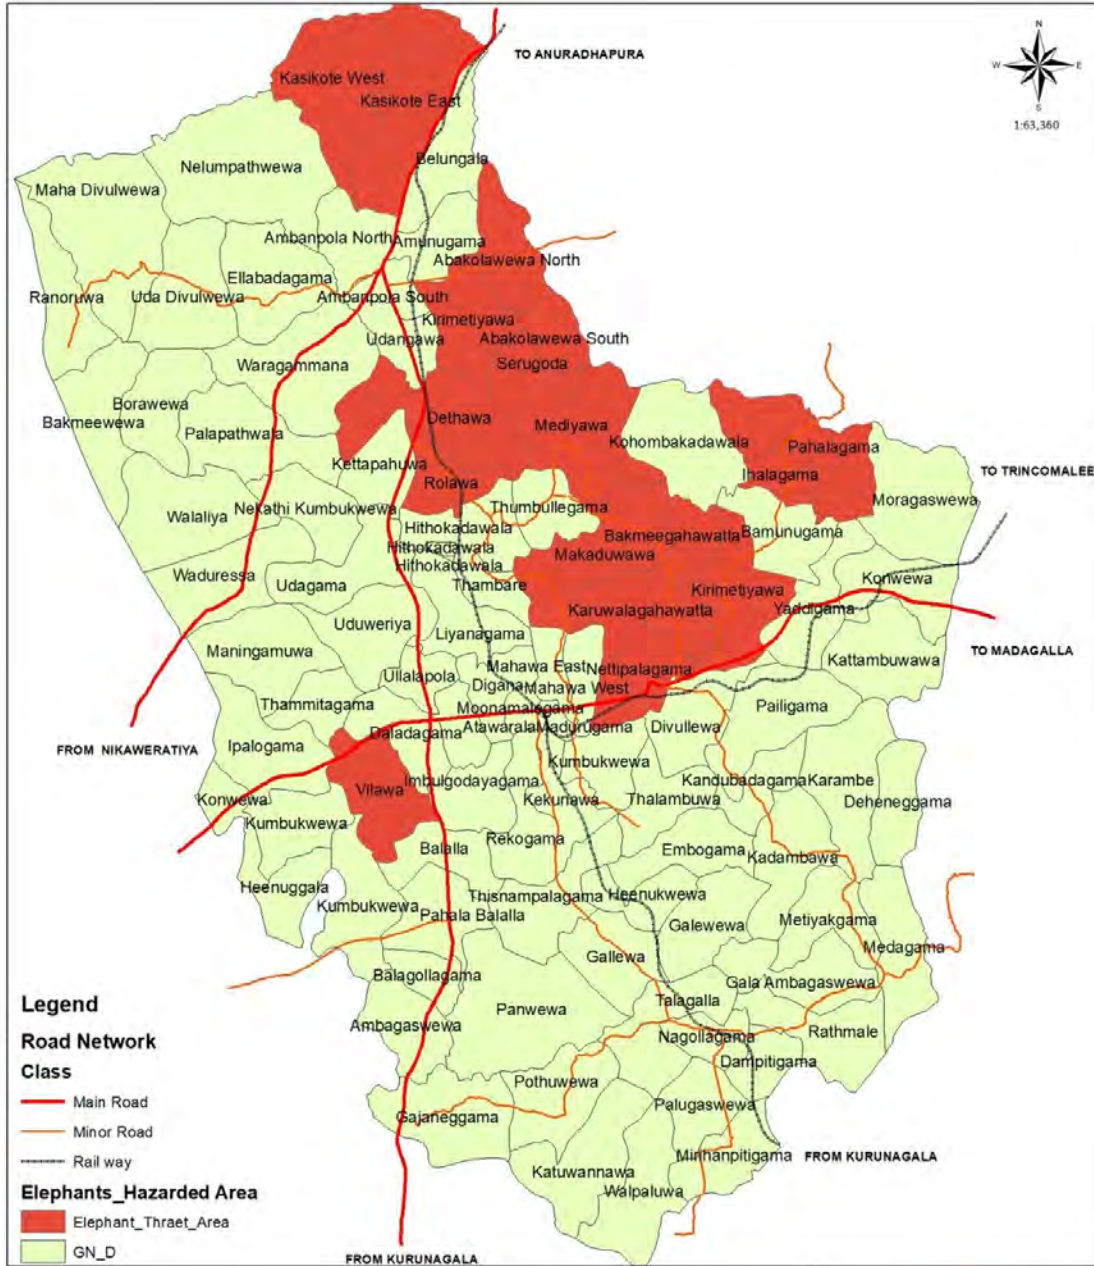 TO ANURADHAPURA
N
W
E
S
1:63,360
Kasikote West
Kasikote East
Belungala
Nelumpathwewa
Maha Divulwewa
Ambanpola North
Amunugama
Abakolawewa North
Ellabadagama
Ranoruwa
Uda Divulwewa
Ambanpola South
Kirimetiyawa
Udangawa
Abakolawewa South
Serugoda
Waragammana
Borawewa
Bakmeewewa
Palapathwala
Dethawa
Mediyawa
Kohombakadawala
Pahalagama
Ihalagama
TO TRINCOMALEE
Kettapahuwa
Rolawa
Moragaswewa
Walaliya
Nekathi Kumbukwewa
Thumbullegama
Hithokadawala
Bakmeegahawatta
Bamunugama
Hithokadawala
Makaduwawa
Hithokadawala
Waduressa
Udagama
Thambare
Kirimetiyawa
Konwewa
Karuwalagahawatta
Yaddigama
Uduweriya
Liyanagama
Maningamuwa
TO MADAGALLA
Kattambuwawa
Ullalapola
Mahawa East
Nettipalagama
Digana
Mahawa West
Thammitagama
Moonamalegama
Pailigama
Daladagama
Atawarala
Madurugama
Divullewa
FROM NIKAWERATIYA
Ipalogama
Kumbukwewa
Imbulgodayagama
Kandubadagama
Karambe
Vilawa
Konwewa
Kekunawa
Thalambuwa
Deheneggama
Kumbukwewa
Rekogama
Balalla
Embogama
Kadambawa
Heenuggala
Thisnampalagama
Heenukwewa
Kumbukwewa
Pahala Balalla
Galewewa
Metiyakgama
Medagama
Gallewa
Balagollagama
Gala Ambagaswewa
Legend
Panwewa
Talagalla
Ambagaswewa
Rathmale
Road Network
Nagollagama
Class
Dampitigama
Pothuwewa
Main Road
Palugaswewa
Gajaneggama
Minor Road
Minhanpitigama
FROM KURUNAGALA
Rail way
Katuwannawa
Walpaluwa
Elephants_Hazarded Area
Elephant_Thraet_Area
GN_D
FROM KURUNAGALA